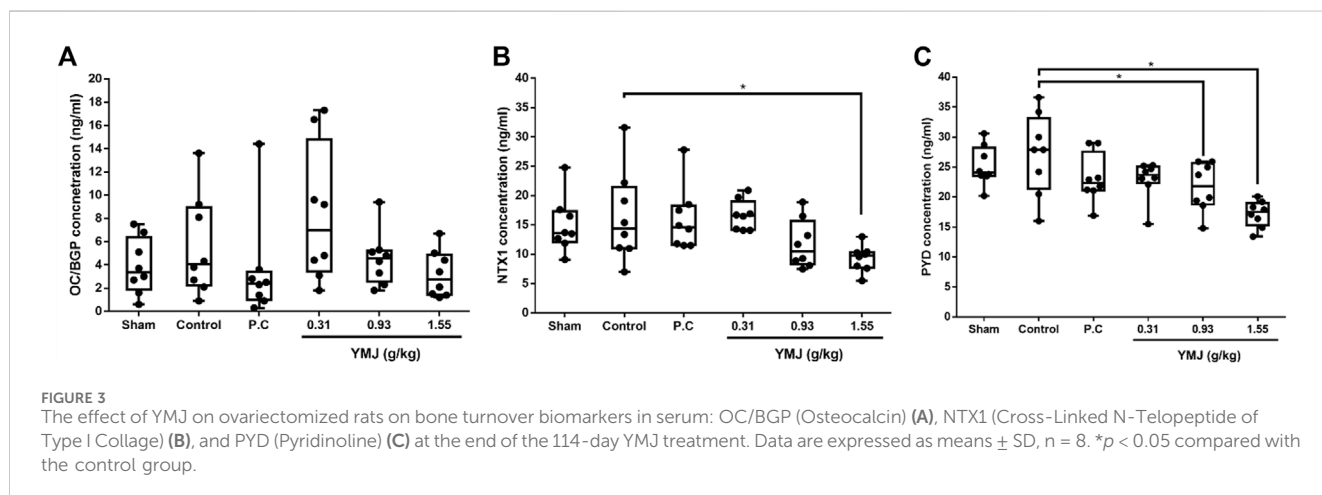 A
OC/BGP concnetration (ng/ml)
20
18
16
14
12
10
8
6
4
2
0
Sham Control P.C 0.31 0.93 1.55
YMJ (g/kg)
B
NTX1 concentration (ng/ml)
40
35
30
25
20
15
10
5
0
*
Sham Control P.C 0.31 0.93 1.55
YMJ (g/kg)
C
PYD concentration (ng/ml)
40
35
30
25
20
15
10
5
0
*
*
Sham Control P.C 0.31 0.93 1.55
YMJ (g/kg)
FIGURE 3
The effect of YMJ on ovariectomized rats on bone turnover biomarkers in serum: OC/BGP (Osteocalcin) (A), NTX1 (Cross-Linked N-Telopeptide of
Type I Collage) (B), and PYD (Pyridinoline) (C) at the end of the 114-day YMJ treatment. Data are expressed as means ± SD, n = 8. *p < 0.05 compared with
the control group.